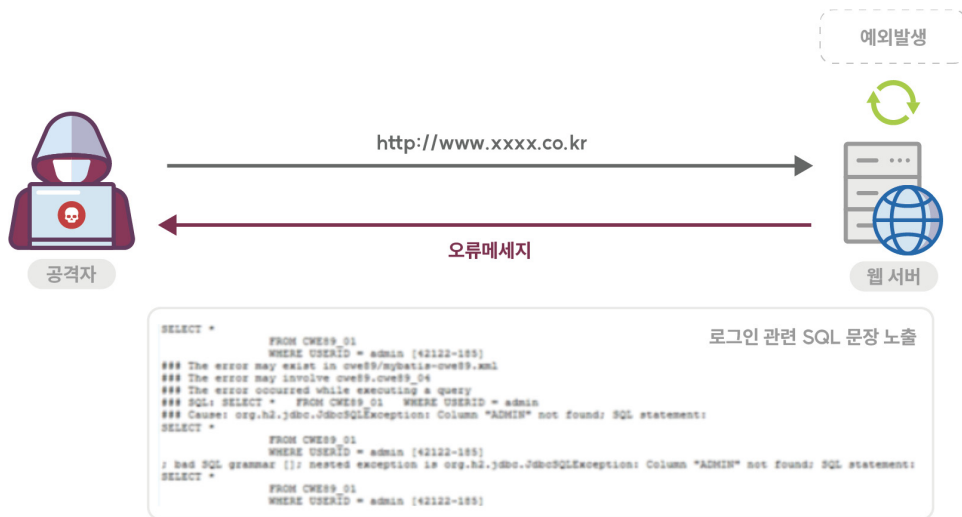 예외발생
http://www.xxxx.co.kr
오류메세지
공격자
웹 서버
로그인 관련 SQL 문장 노출
SELECT *
FROM CWE89_01
WHERE USERID = admin [42122-185]
### The error may exist in cwe89/mybatis-cwe89.xml
### The error may involve cwe89.cwe89_04
### The error occurred while executing a query
### SQL: SELECT * FROM CWE89_01 WHERE USERID = admin
### Cause: org.h2.jdbc.JdbcSQLException: Column "ADMIN" not found; SQL statement:
SELECT *
FROM CWE89_01
WHERE USERID = admin [42122-185]
; bad SQL grammar []; nested exception is org.h2.jdbc.JdbcSQLException: Column "ADMIN" not found; SQL statement:
SELECT *
FROM CWE89_01
WHERE USERID = admin [42122-185]